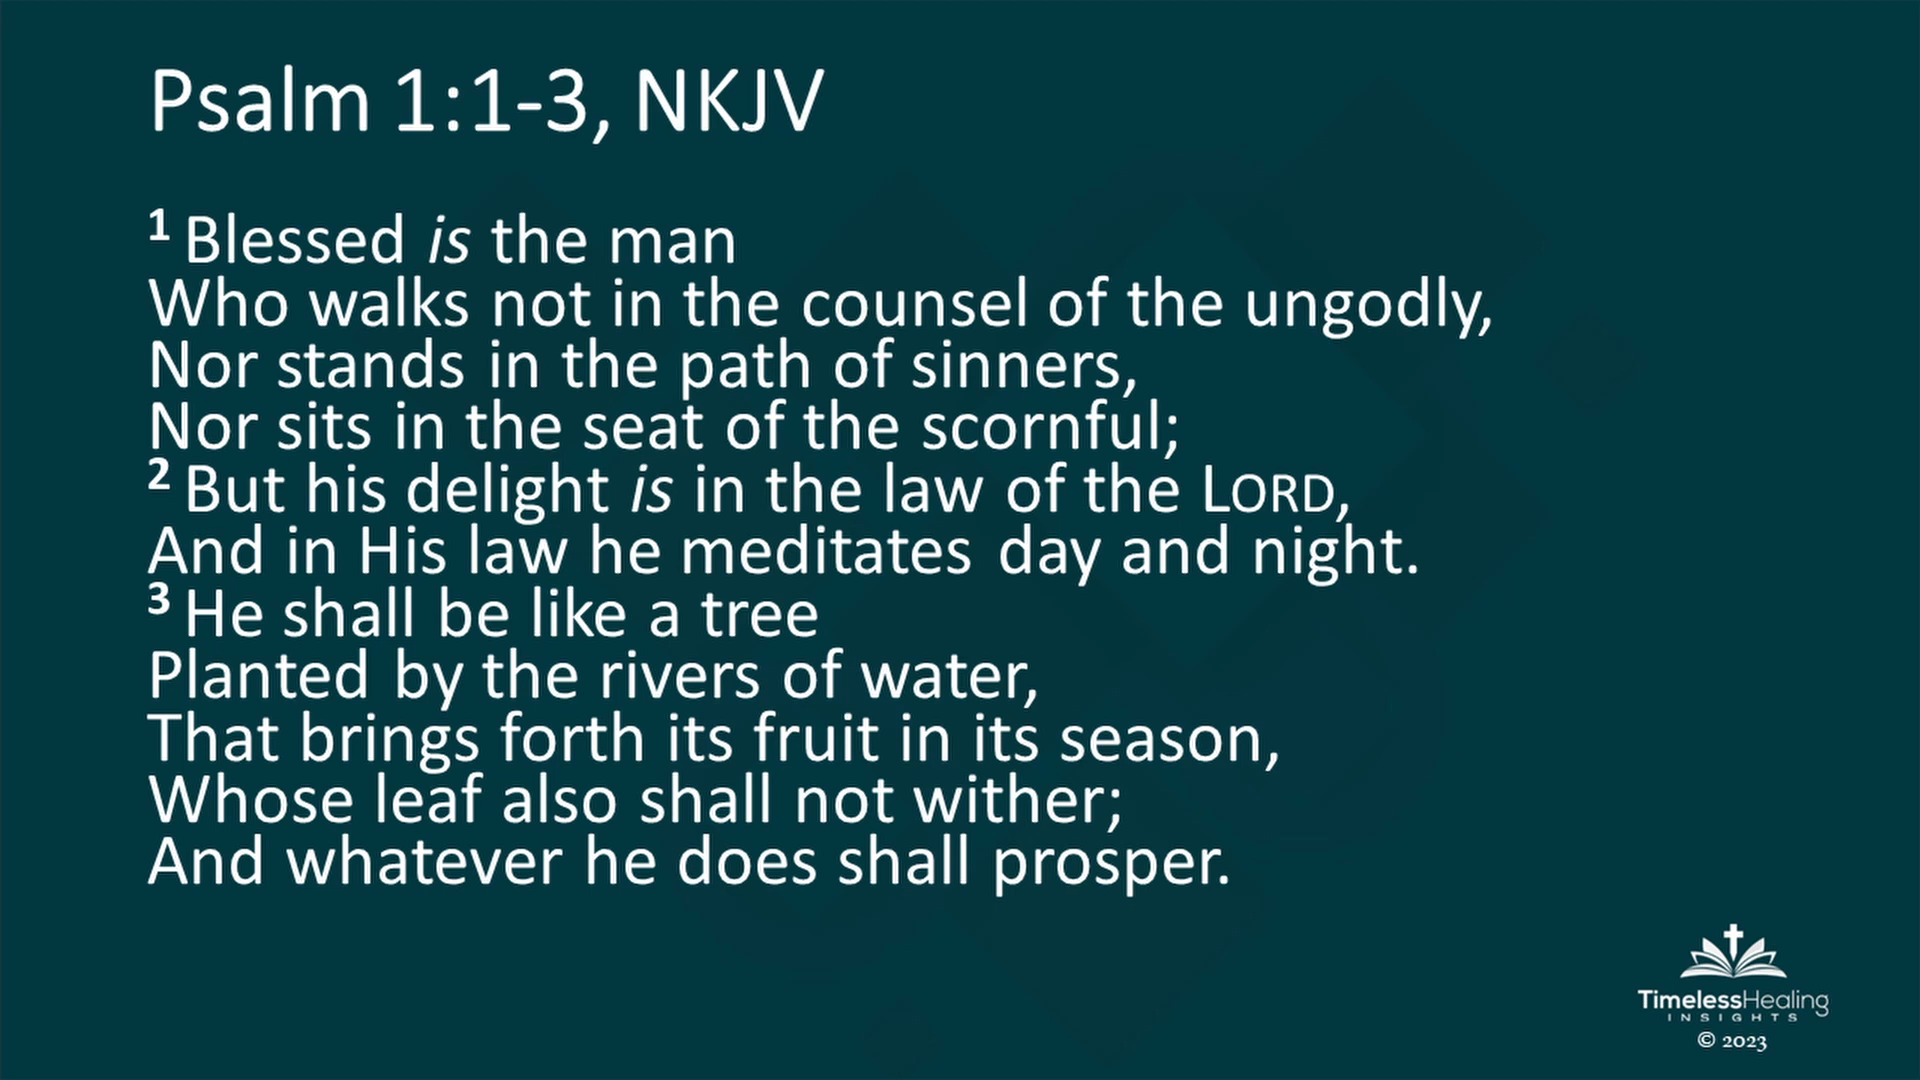 Psalm 1:1-3, NKJV
1 Blessed is the man
Who walks not in the counsel of the ungodly,
Nor stands in the path of sinners,
Nor sits in the seat of the scornful;
2 But his delight is in the law of the LORD,
And in His law he meditates day and night.
3 He shall be like a tree
Planted by the rivers of water,
That brings forth its fruit in its season,
Whose leaf also shall not wither;
And whatever he does shall prosper.
TimelessHealing
INSIGHTS
© 2023